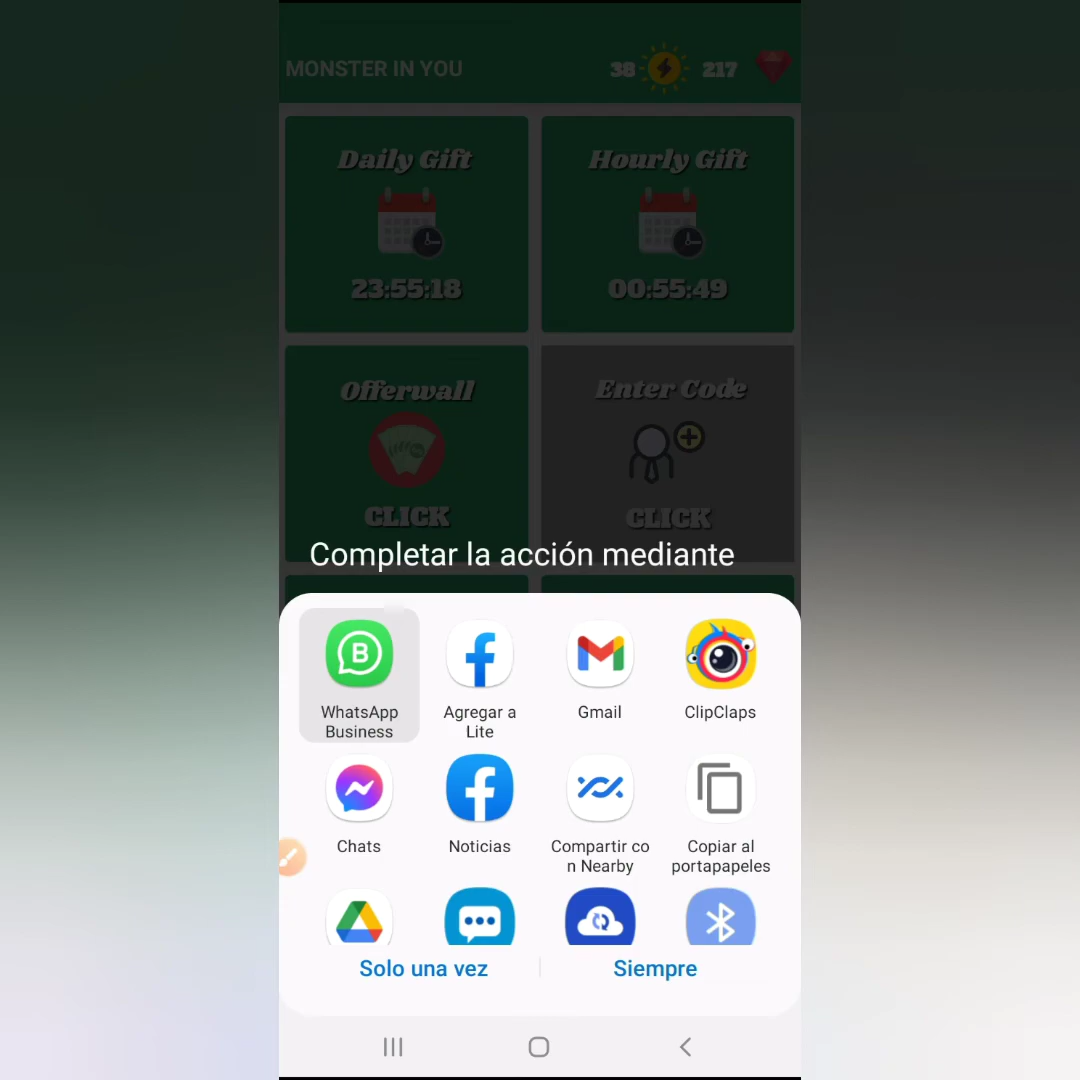 MONSTER IN YOU
38
217
Daily Gift
Hourly Gift
23:55:18
00:55:49
Offerwall
Enter Code
CLICK
CLICK
Completar la acción mediante
B
WhatsApp
Business
Agregar a
Lite
Gmail
ClipClaps
Chats
Noticias
Compartir co
n Nearby
Copiar al
portapapeles
Solo una vez
Siempre